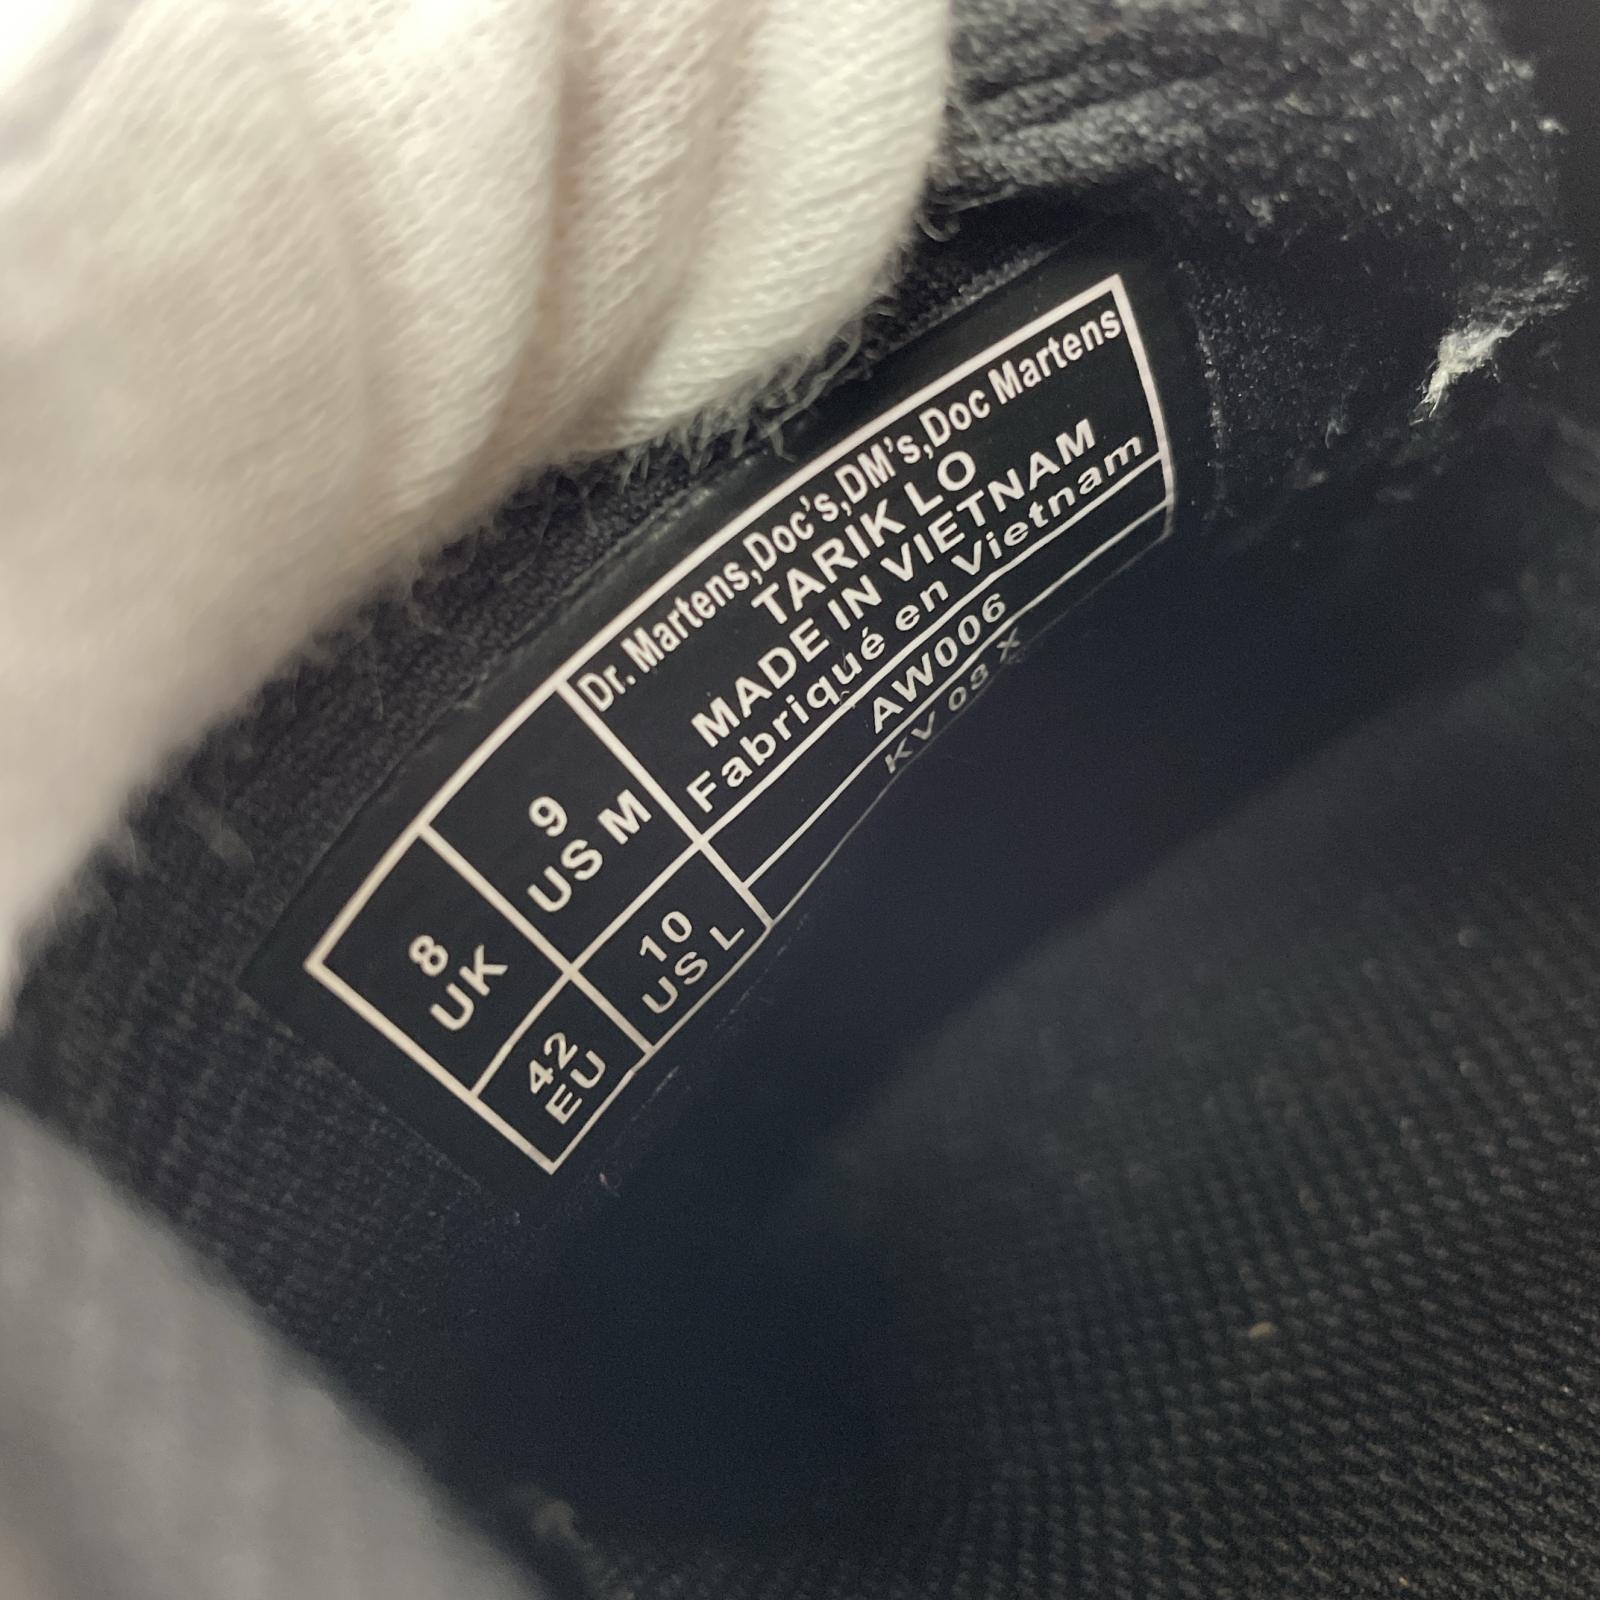 Dr. Martens,Doc's,DM's,Doc Martens
TARIK LO
MADE IN VIETNAM
Fabriqué en Vietnam
AW006
KV 08 X
9
US M
8
UK
10
US L
42
EU